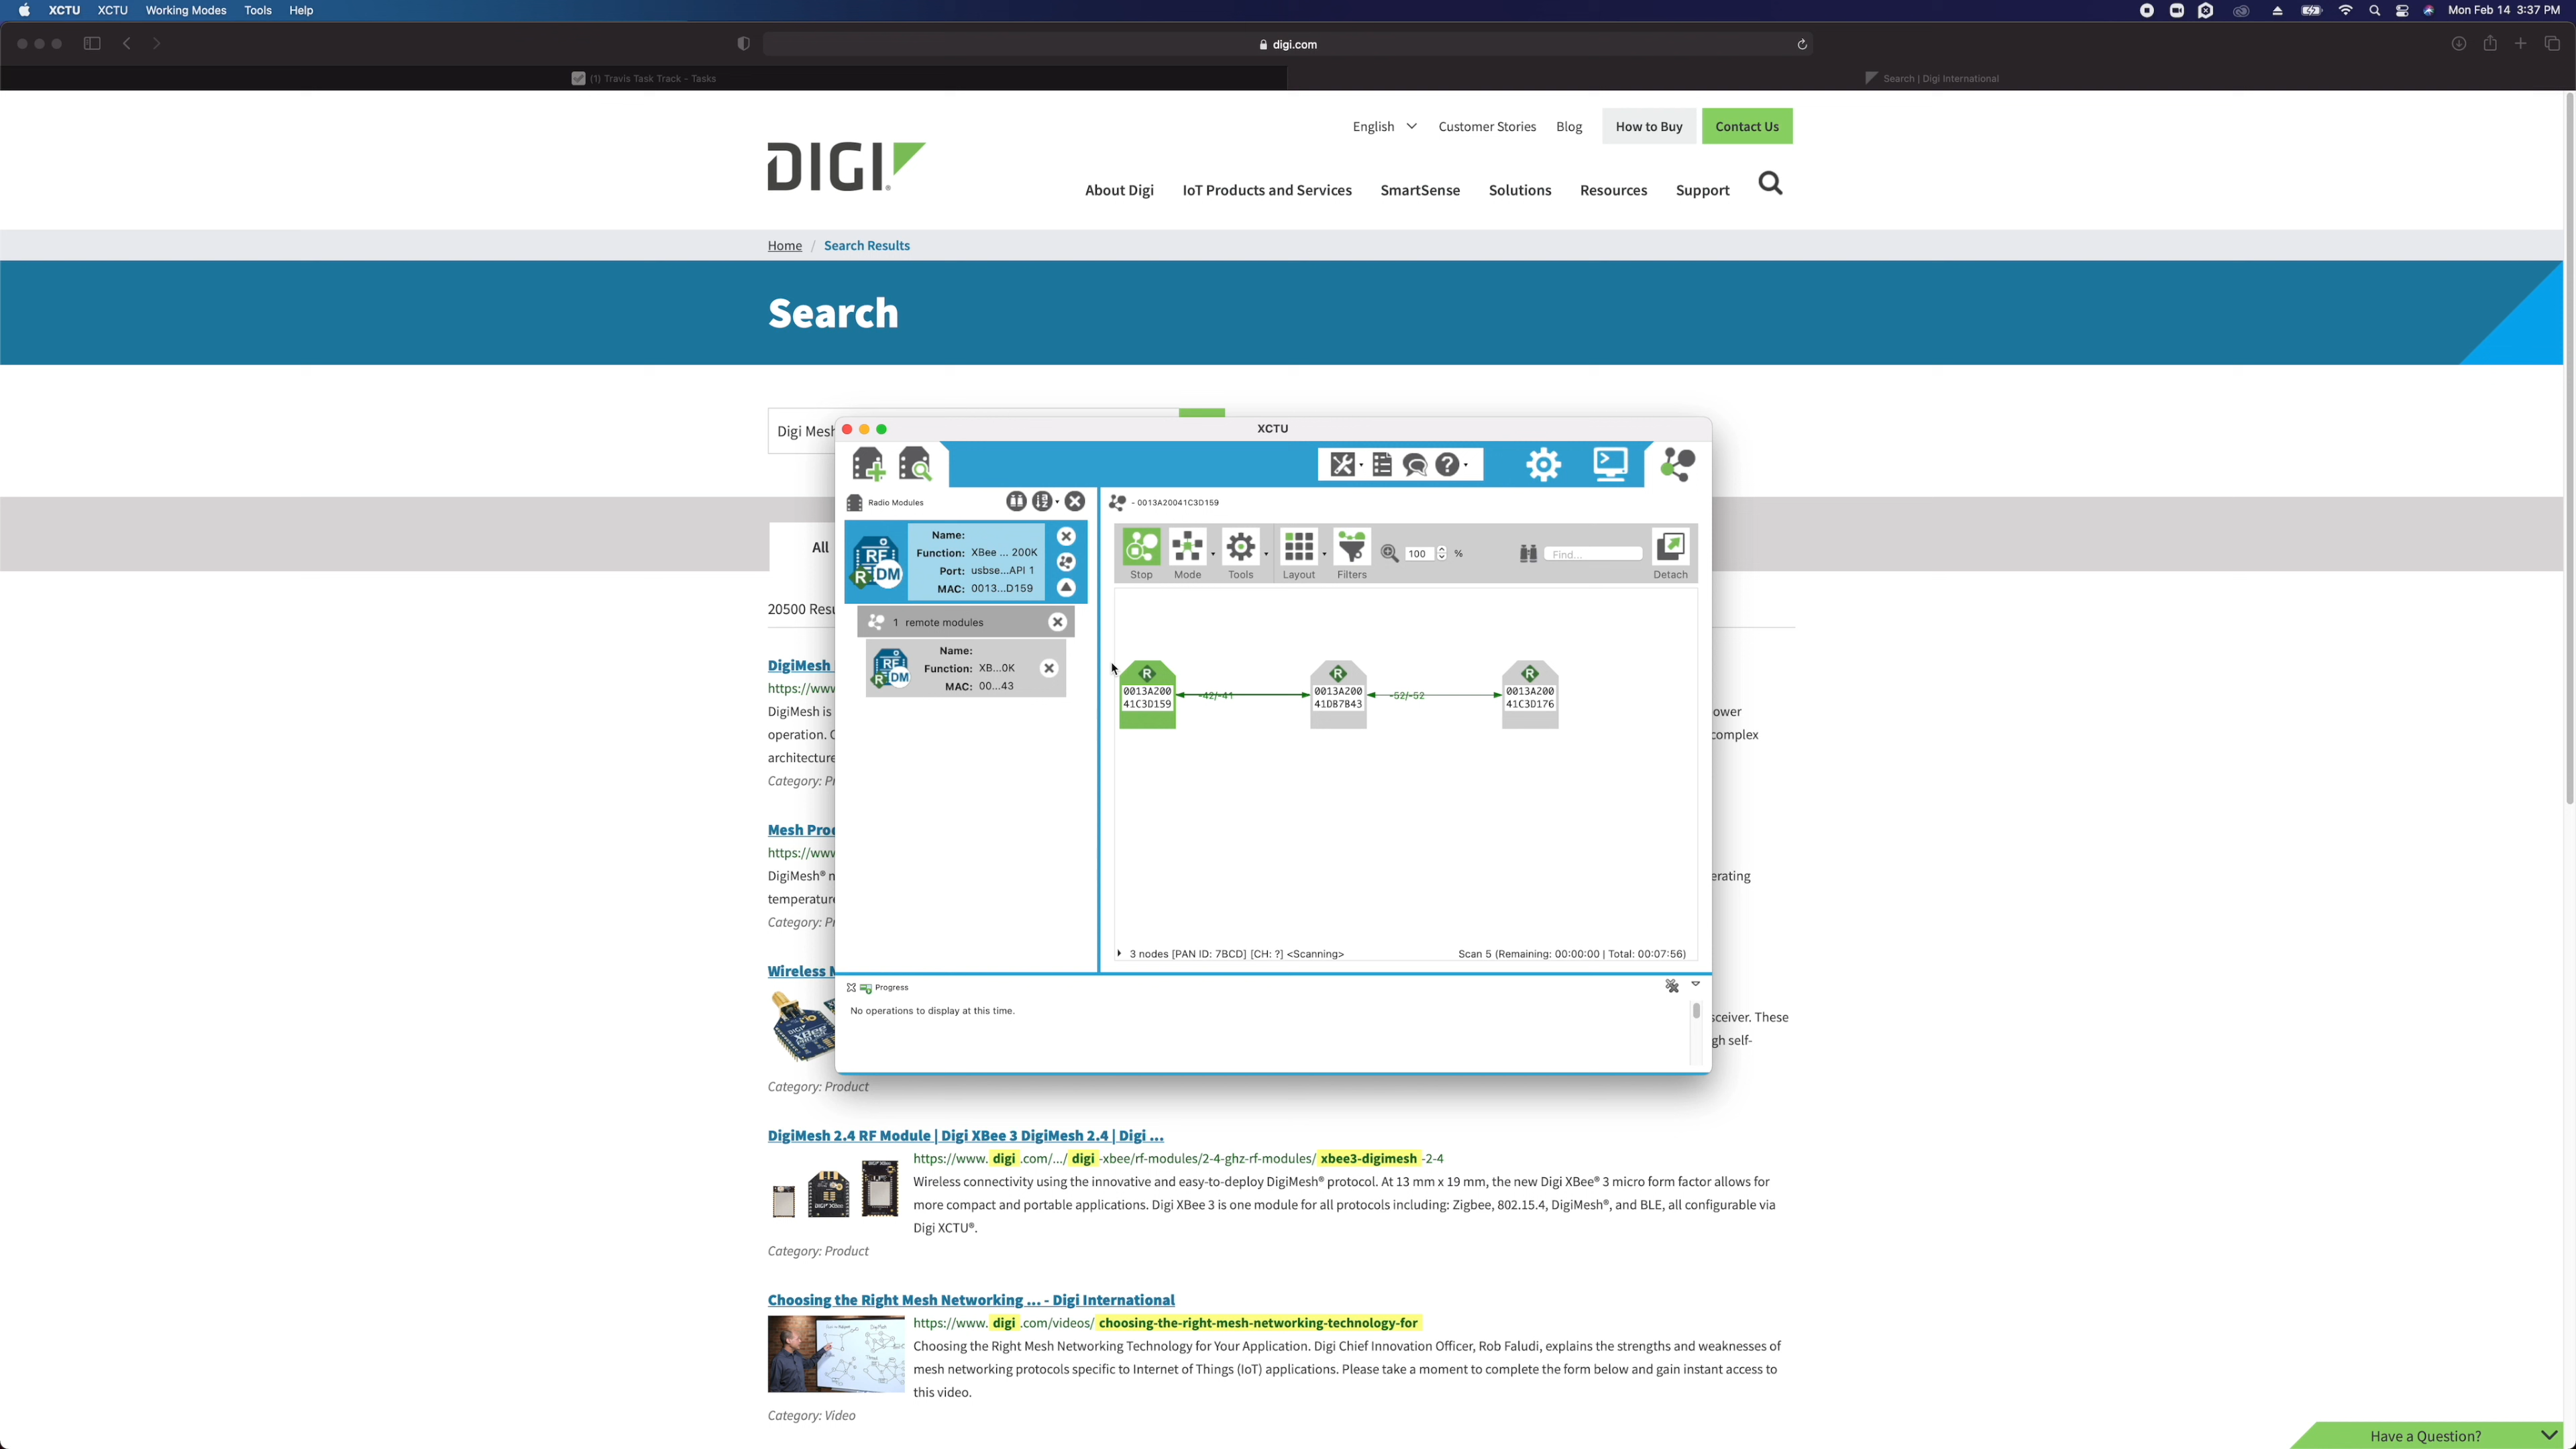 XCTU XCTU Working Modes Tools Help
Mon Feb 14 3:37 PM
digi.com
(1) Travis Task Track - Tasks
Search | Digi International
English Customer Stories Blog How to Buy Contact Us
DIGI
About Digi IoT Products and Services SmartSense Solutions Resources Support
Home / Search Results
Search
Digi Mesh
XCTU
Radio Modules
- 0013A20041C3D159
Name:
Function: XBee ... 200K
Port: usbse...API 1
MAC: 0013...D159
1 remote modules
Name:
Function: XB...0K
MAC: 00...43
Stop Mode Tools Layout Filters
100 %
Find...
Detach
R
0013A200
41C3D159
-42/-41
R
0013A200
41DB7B43
-52/-52
R
0013A200
41C3D176
3 nodes [PAN ID: 7BCD] [CH: ?] <Scanning>
Scan 5 (Remaining: 00:00:00 | Total: 00:07:56)
Progress
No operations to display at this time.
All
20500 Resu
DigiMesh
https://ww
DigiMesh is
ower
operation.
complex
architecture
Category: P
Mesh Pro
https://ww
DigiMesh®
erating
temperature
Category: P
Wireless
ceiver. These
gh self-
Category: Product
DigiMesh 2.4 RF Module | Digi XBee 3 DigiMesh 2.4 | Digi ...
https://www. digi .com/.../ digi -xbee/rf-modules/2-4-ghz-rf-modules/ xbee3-digimesh -2-4
Wireless connectivity using the innovative and easy-to-deploy DigiMesh® protocol. At 13 mm x 19 mm, the new Digi XBee® 3 micro form factor allows for
more compact and portable applications. Digi XBee 3 is one module for all protocols including: Zigbee, 802.15.4, DigiMesh®, and BLE, all configurable via
Digi XCTU®.
Category: Product
Choosing the Right Mesh Networking ... - Digi International
https://www. digi .com/videos/ choosing-the-right-mesh-networking-technology-for
Choosing the Right Mesh Networking Technology for Your Application. Digi Chief Innovation Officer, Rob Faludi, explains the strengths and weaknesses of
mesh networking protocols specific to Internet of Things (IoT) applications. Please take a moment to complete the form below and gain instant access to
this video.
Category: Video
Have a Question?